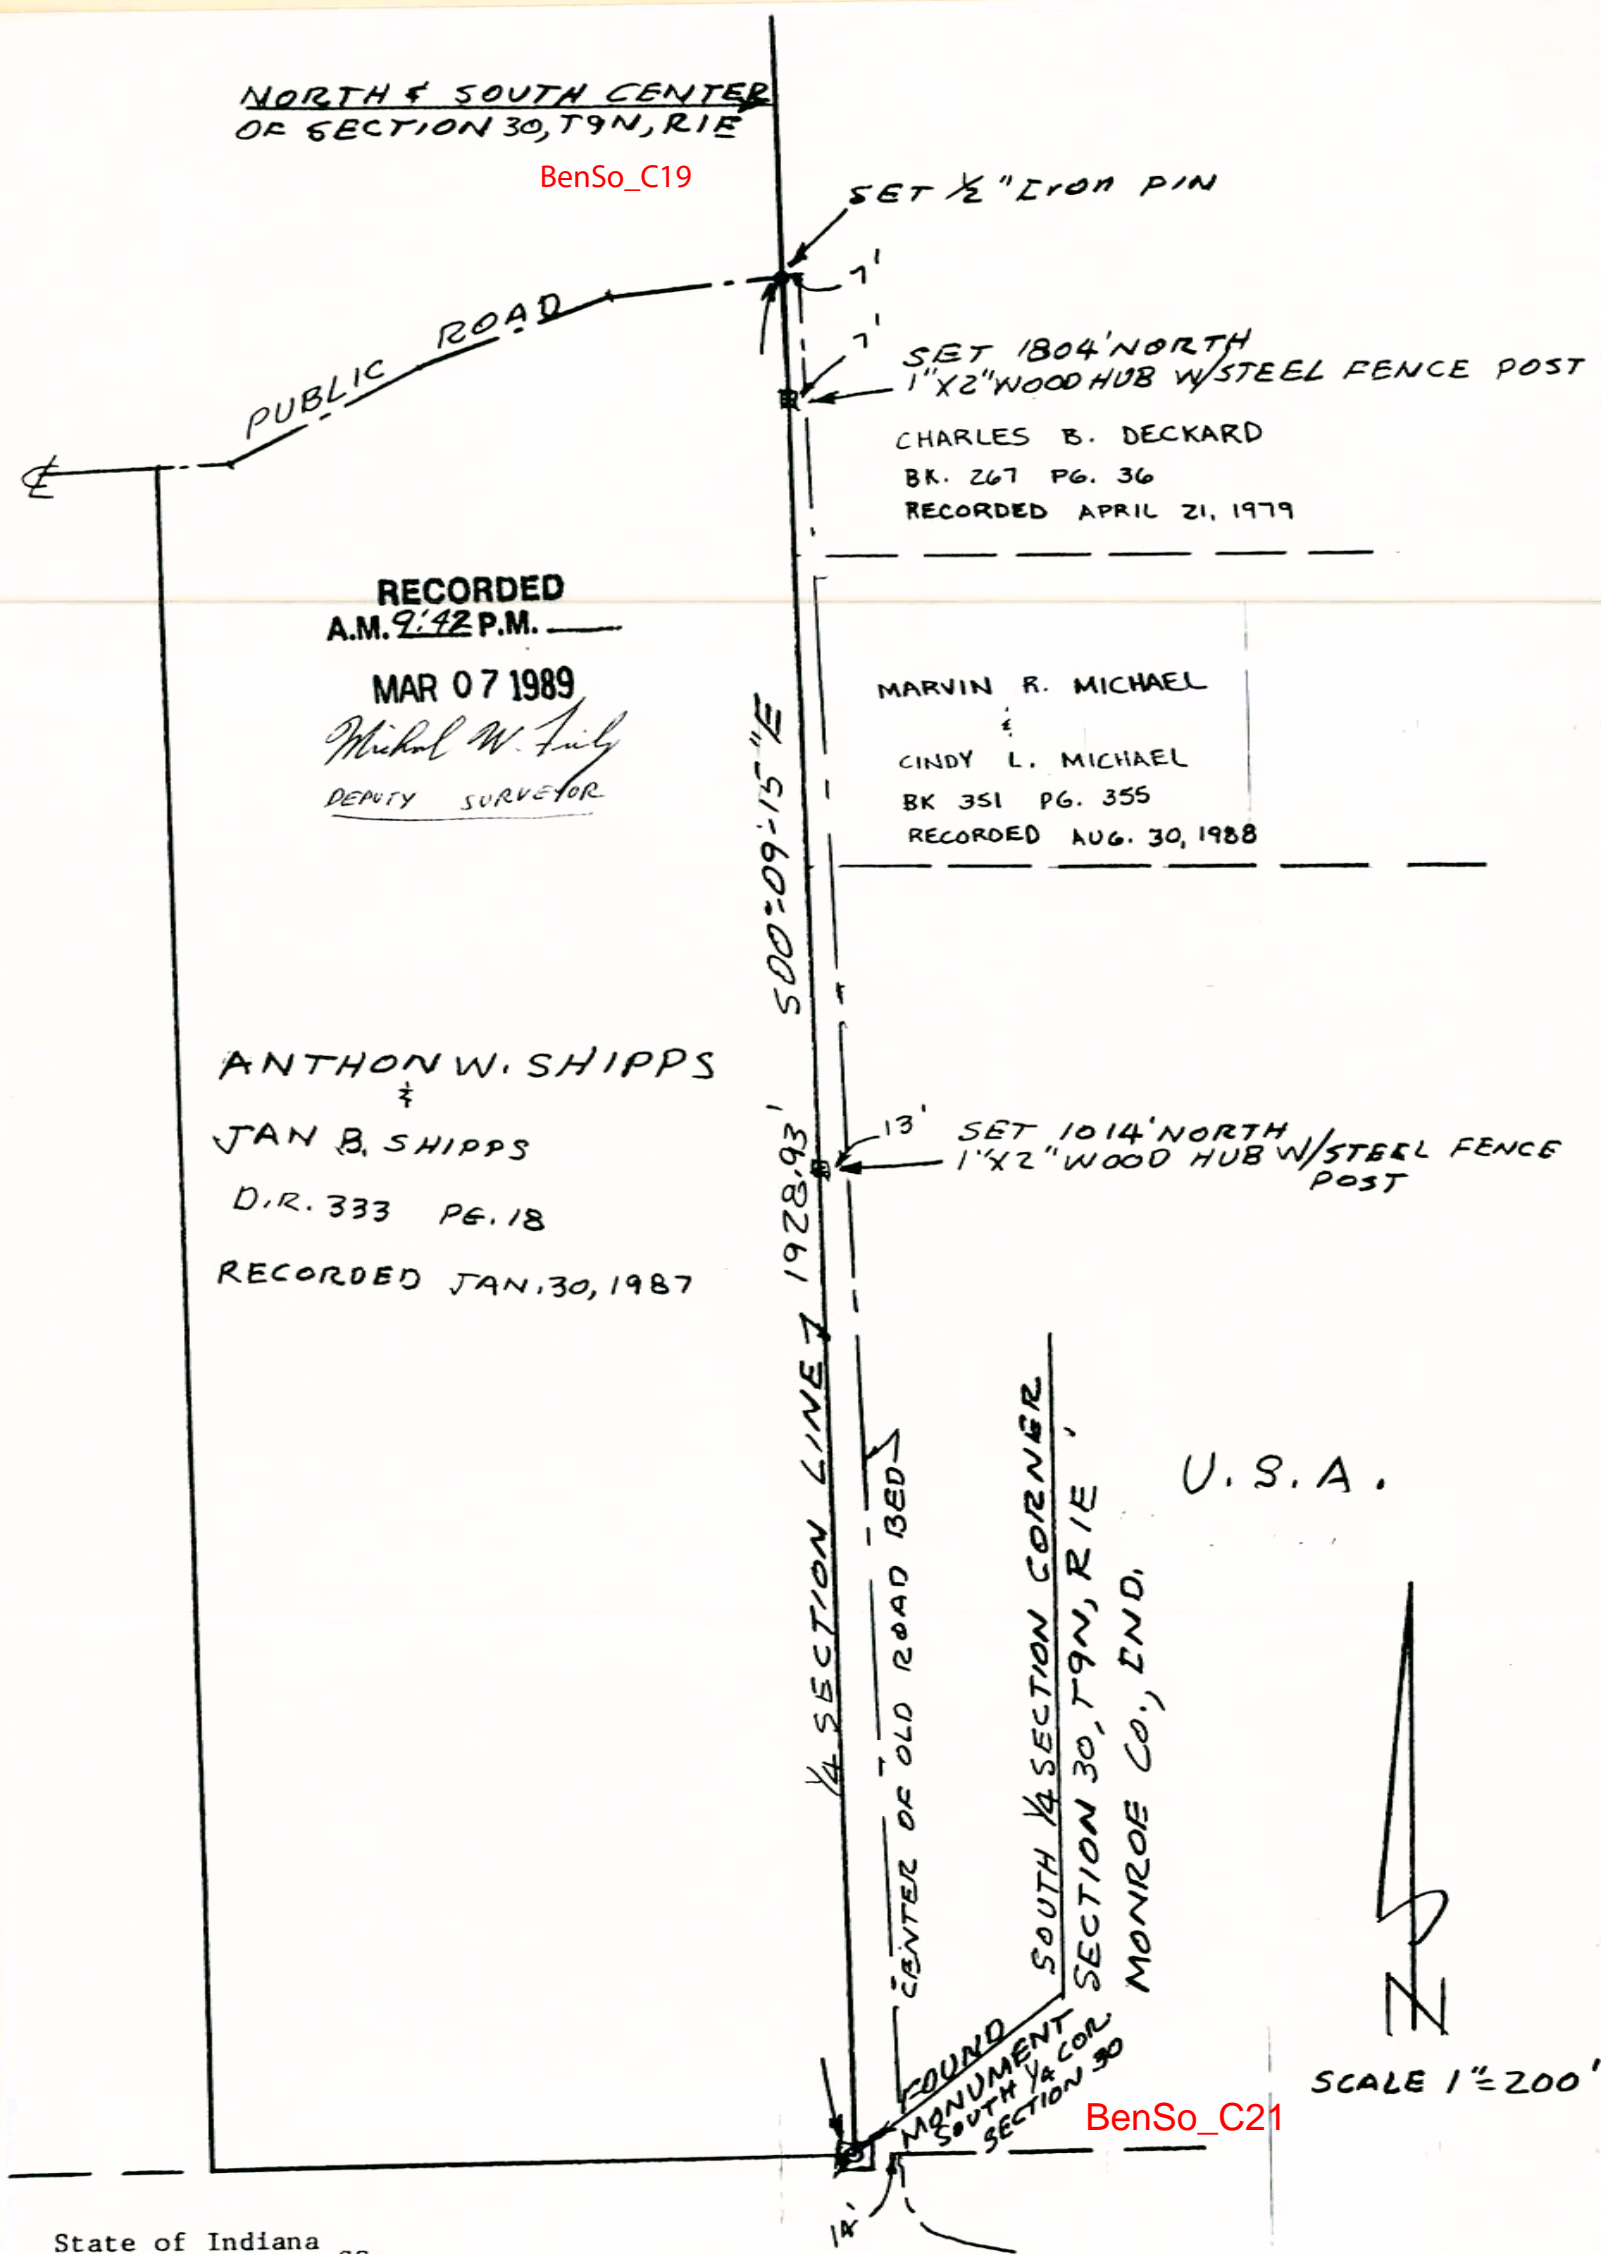 NORTH & SOUTH CENTER
OF SECTION 30, T9N, R1E
BenSo_C19
SET 1/2" Iron PIN
7'
7'
PUBLIC ROAD
SET 1804' NORTH
1"X2" WOOD HUB W/STEEL FENCE POST
CHARLES B. DECKARD
BK. 267 PG. 36
RECORDED APRIL 21, 1979
RECORDED
A.M. 9:42 P.M.
MAR 07 1989
DEPUTY SURVEYOR
MARVIN R. MICHAEL
&
CINDY L. MICHAEL
BK 351 PG. 355
RECORDED AUG. 30, 1988
S00°-09'-15"E
1928.93'
1/4 SECTION LINE
ANTHON W. SHIPPS
&
JAN B. SHIPPS
D.R. 333 PG. 18
RECORDED JAN. 30, 1987
13'
SET 1014' NORTH
1"X2" WOOD HUB W/STEEL FENCE
POST
CENTER OF OLD ROAD BED
SOUTH 1/4 SECTION CORNER
SECTION 30, T9N, R1E
MONROE CO., IND.
U.S.A.
N
SCALE 1"=200'
FOUND
MONUMENT
SOUTH 1/4 COR.
SECTION 30
BenSo_C21
14'
State of Indiana